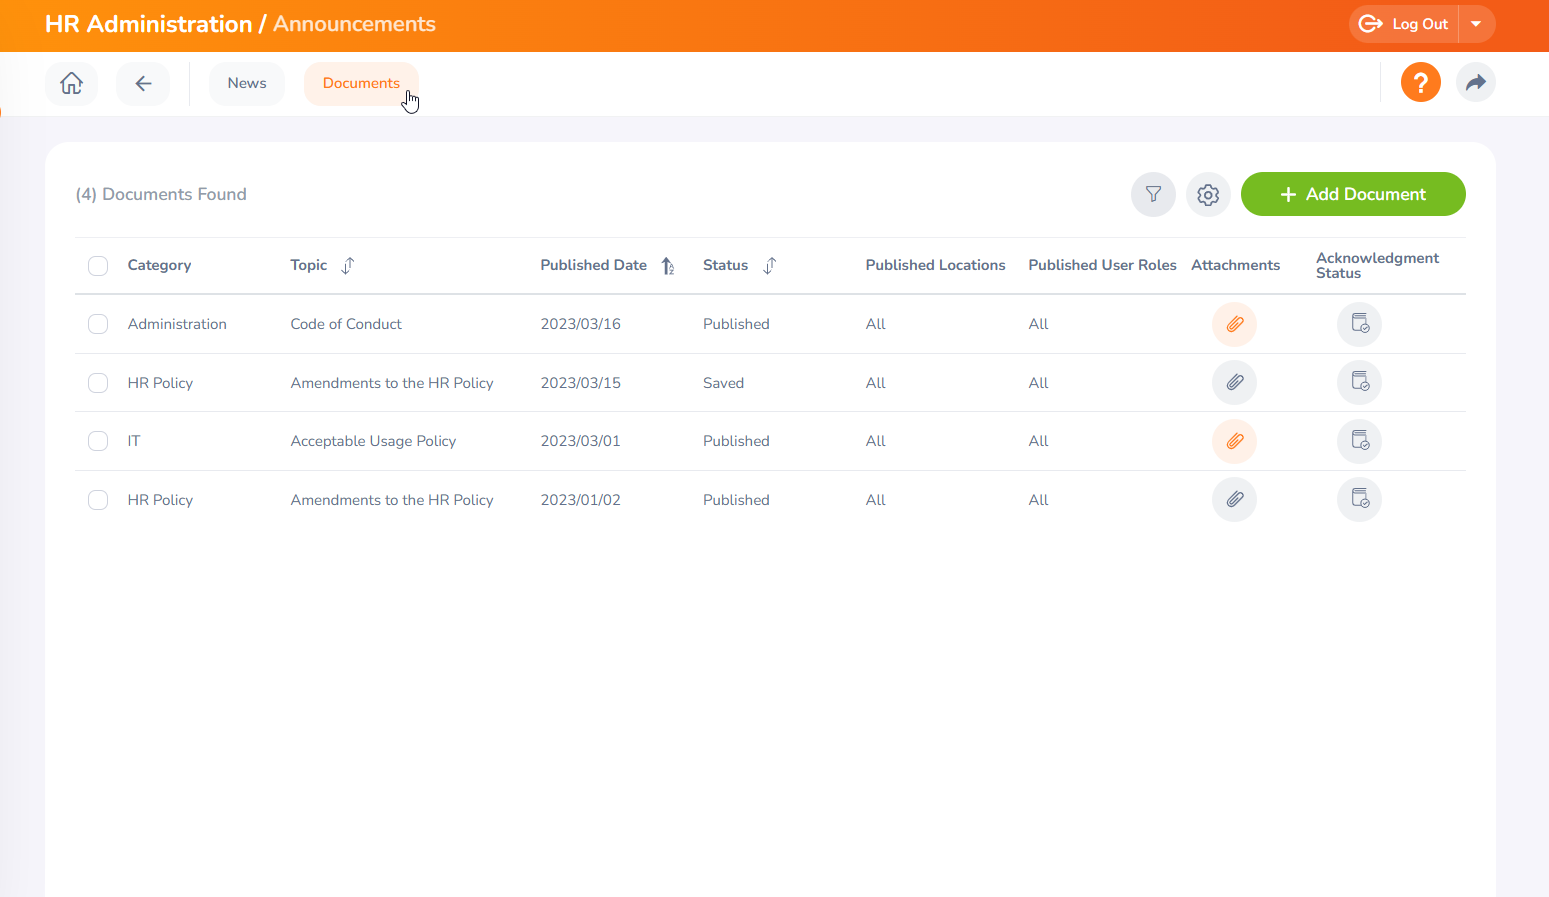 HR Administration / Announcements
Log Out
News
Documents
?
(4) Documents Found
+ Add Document
Category Topic Published Date Status Published Locations Published User Roles Attachments Acknowledgment Status
Administration Code of Conduct 2023/03/16 Published All All
HR Policy Amendments to the HR Policy 2023/03/15 Saved All All
IT Acceptable Usage Policy 2023/03/01 Published All All
HR Policy Amendments to the HR Policy 2023/01/02 Published All All